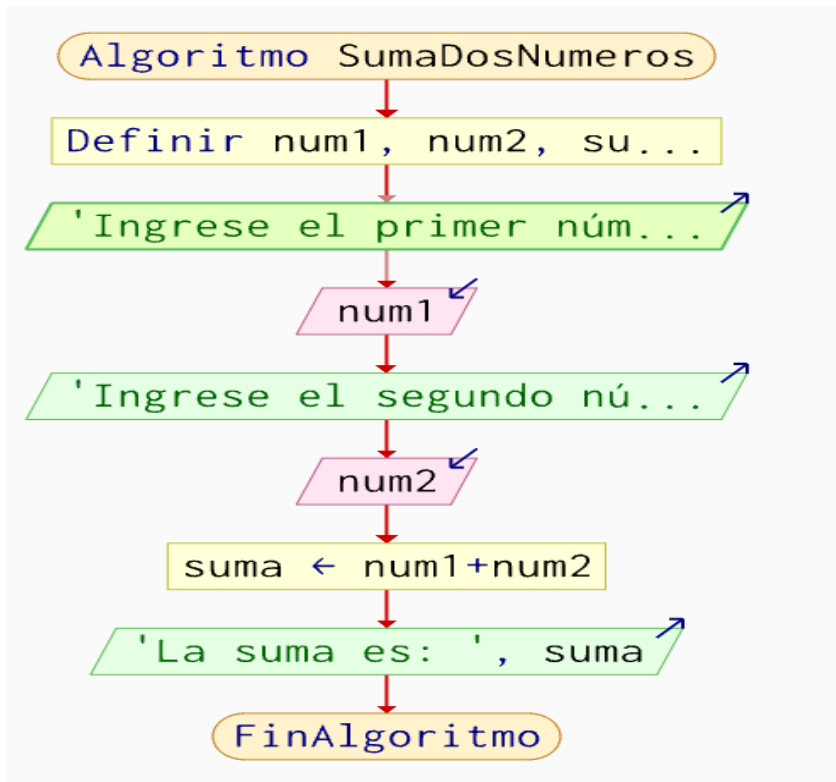 Algoritmo SumaDosNumeros
Definir num1, num2, su...
'Ingrese el primer núm...
num1
'Ingrese el segundo nú...
num2
suma ← num1+num2
'La suma es: ', suma
FinAlgoritmo